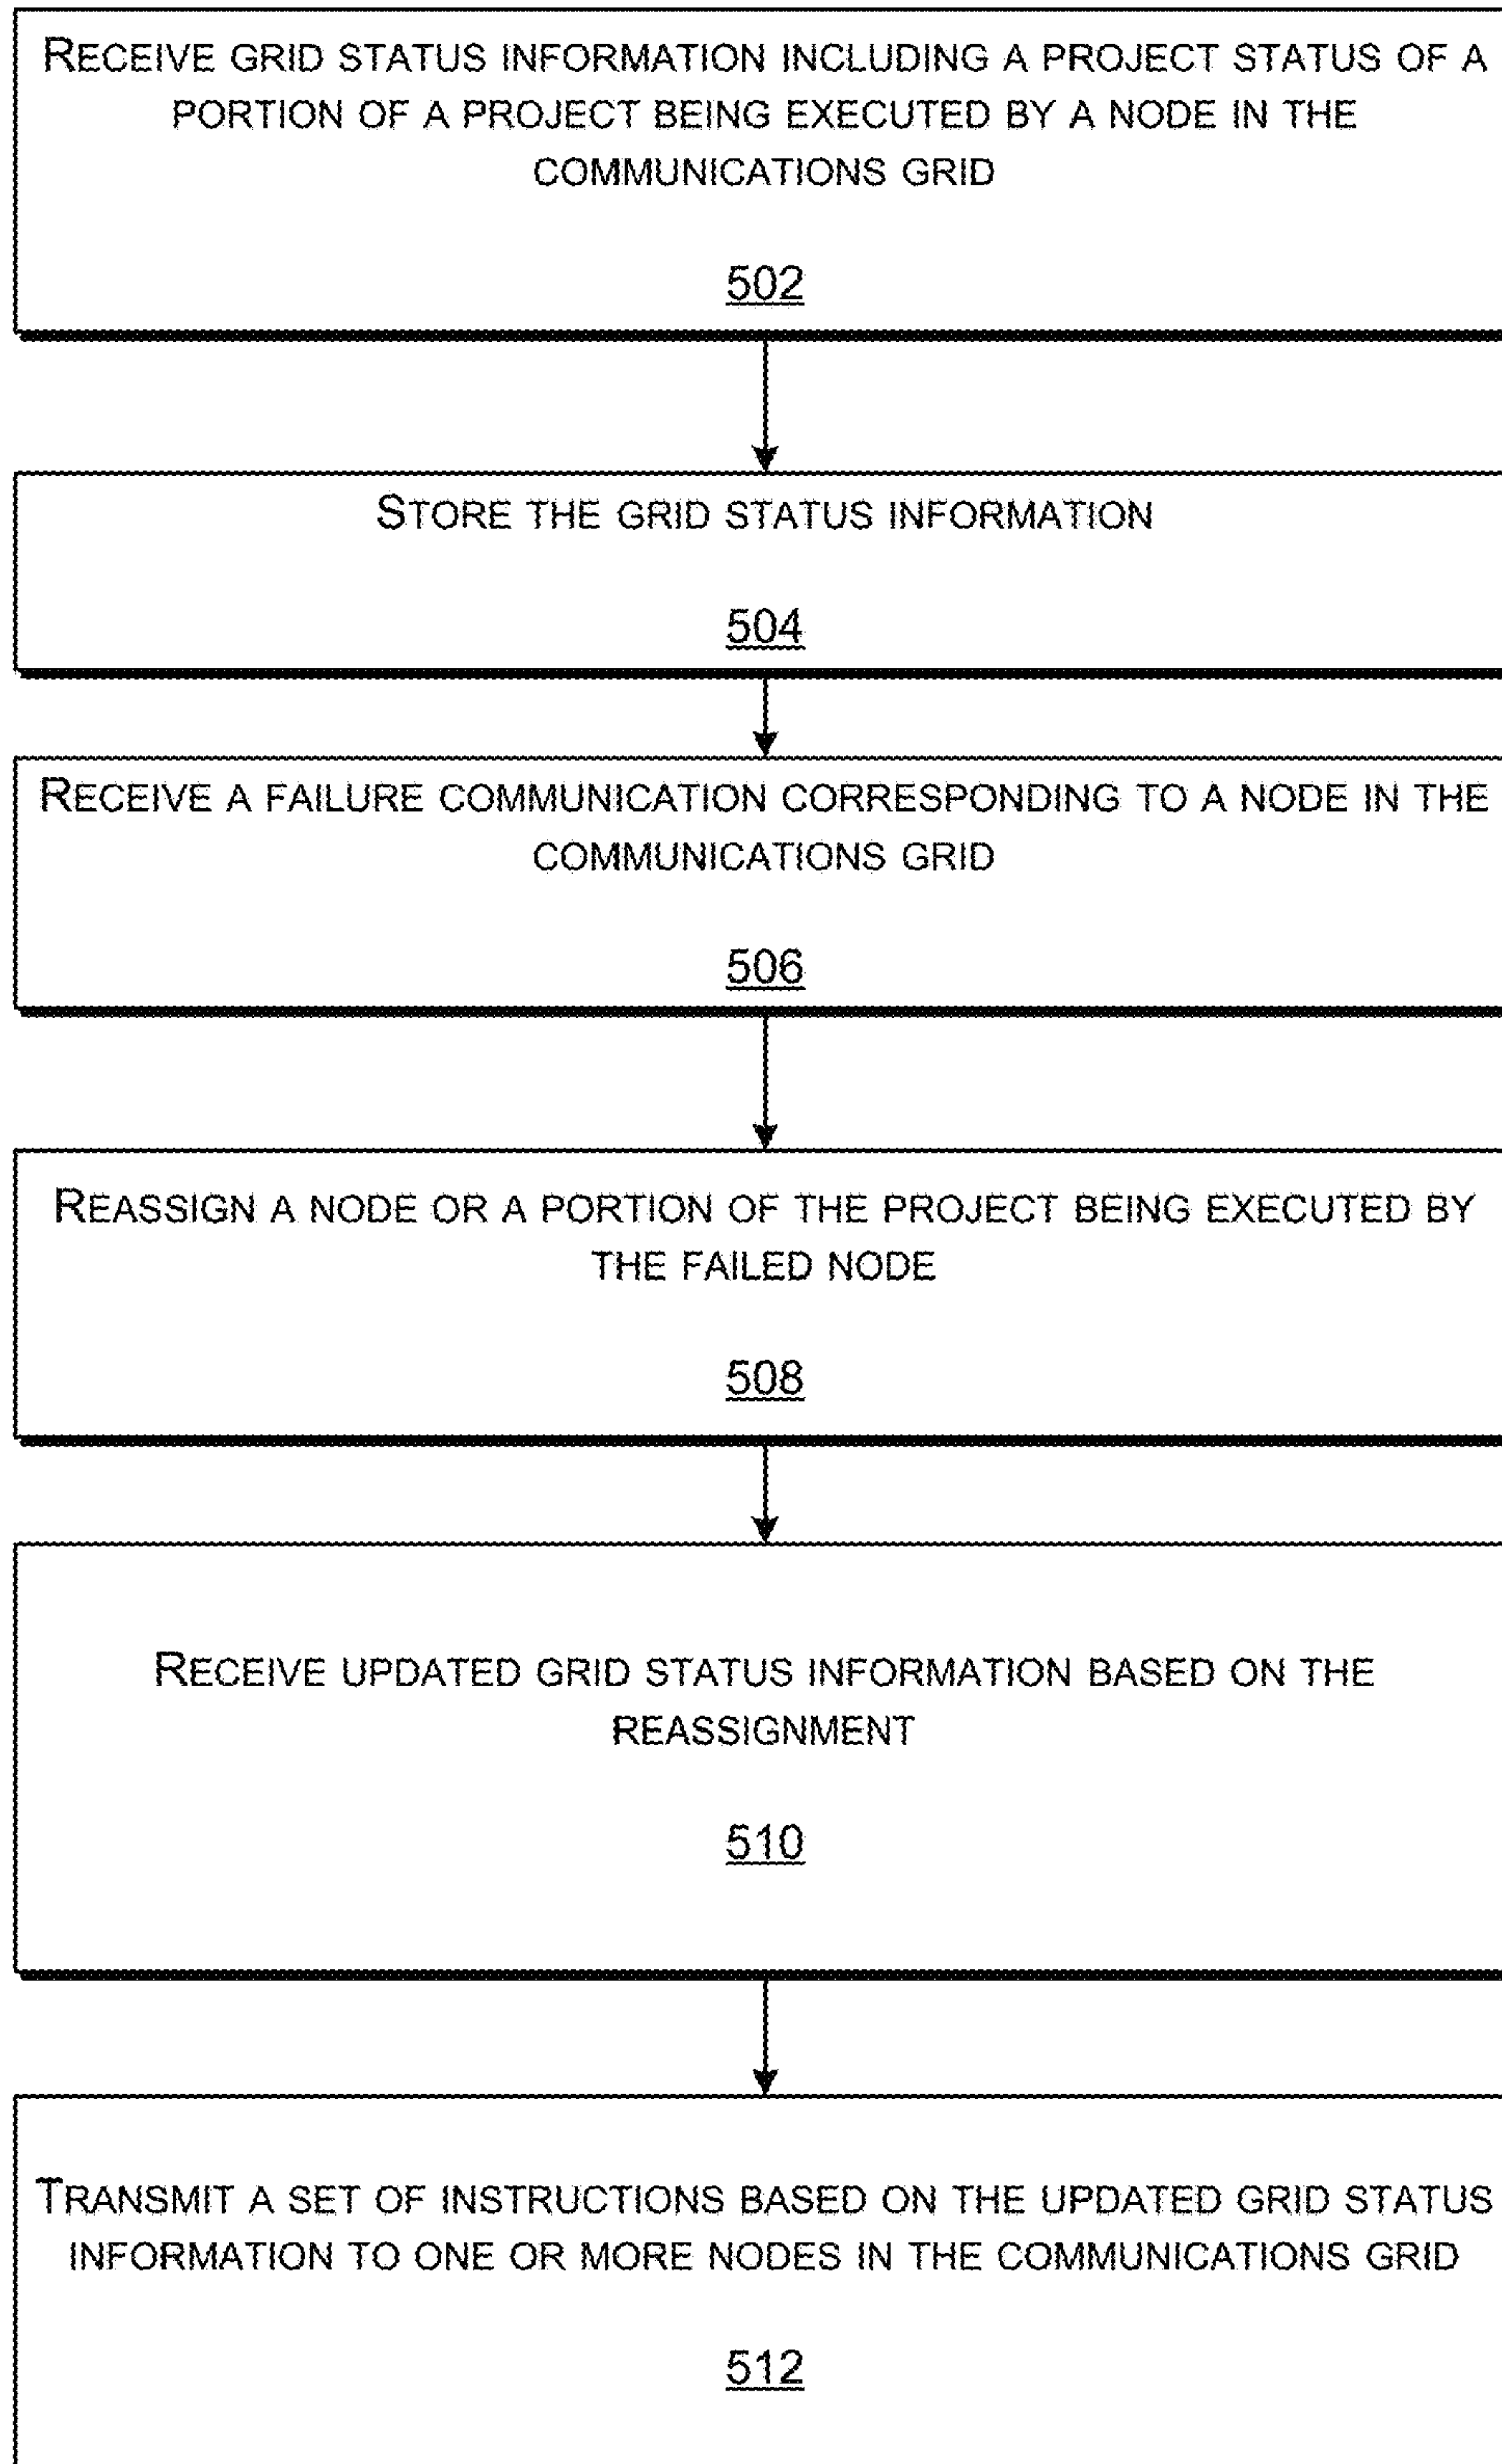 RECEIVE GRID STATUS INFORMATION INCLUDING A PROJECT STATUS OF A
PORTION OF A PROJECT BEING EXECUTED BY A NODE IN THE
COMMUNICATIONS GRID
502
STORE THE GRID STATUS INFORMATION
504
RECEIVE A FAILURE COMMUNICATION CORRESPONDING TO A NODE IN THE
COMMUNICATIONS GRID
506
REASSIGN A NODE OR A PORTION OF THE PROJECT BEING EXECUTED BY
THE FAILED NODE
508
RECEIVE UPDATED GRID STATUS INFORMATION BASED ON THE
REASSIGNMENT
510
TRANSMIT A SET OF INSTRUCTIONS BASED ON THE UPDATED GRID STATUS
INFORMATION TO ONE OR MORE NODES IN THE COMMUNICATIONS GRID
512